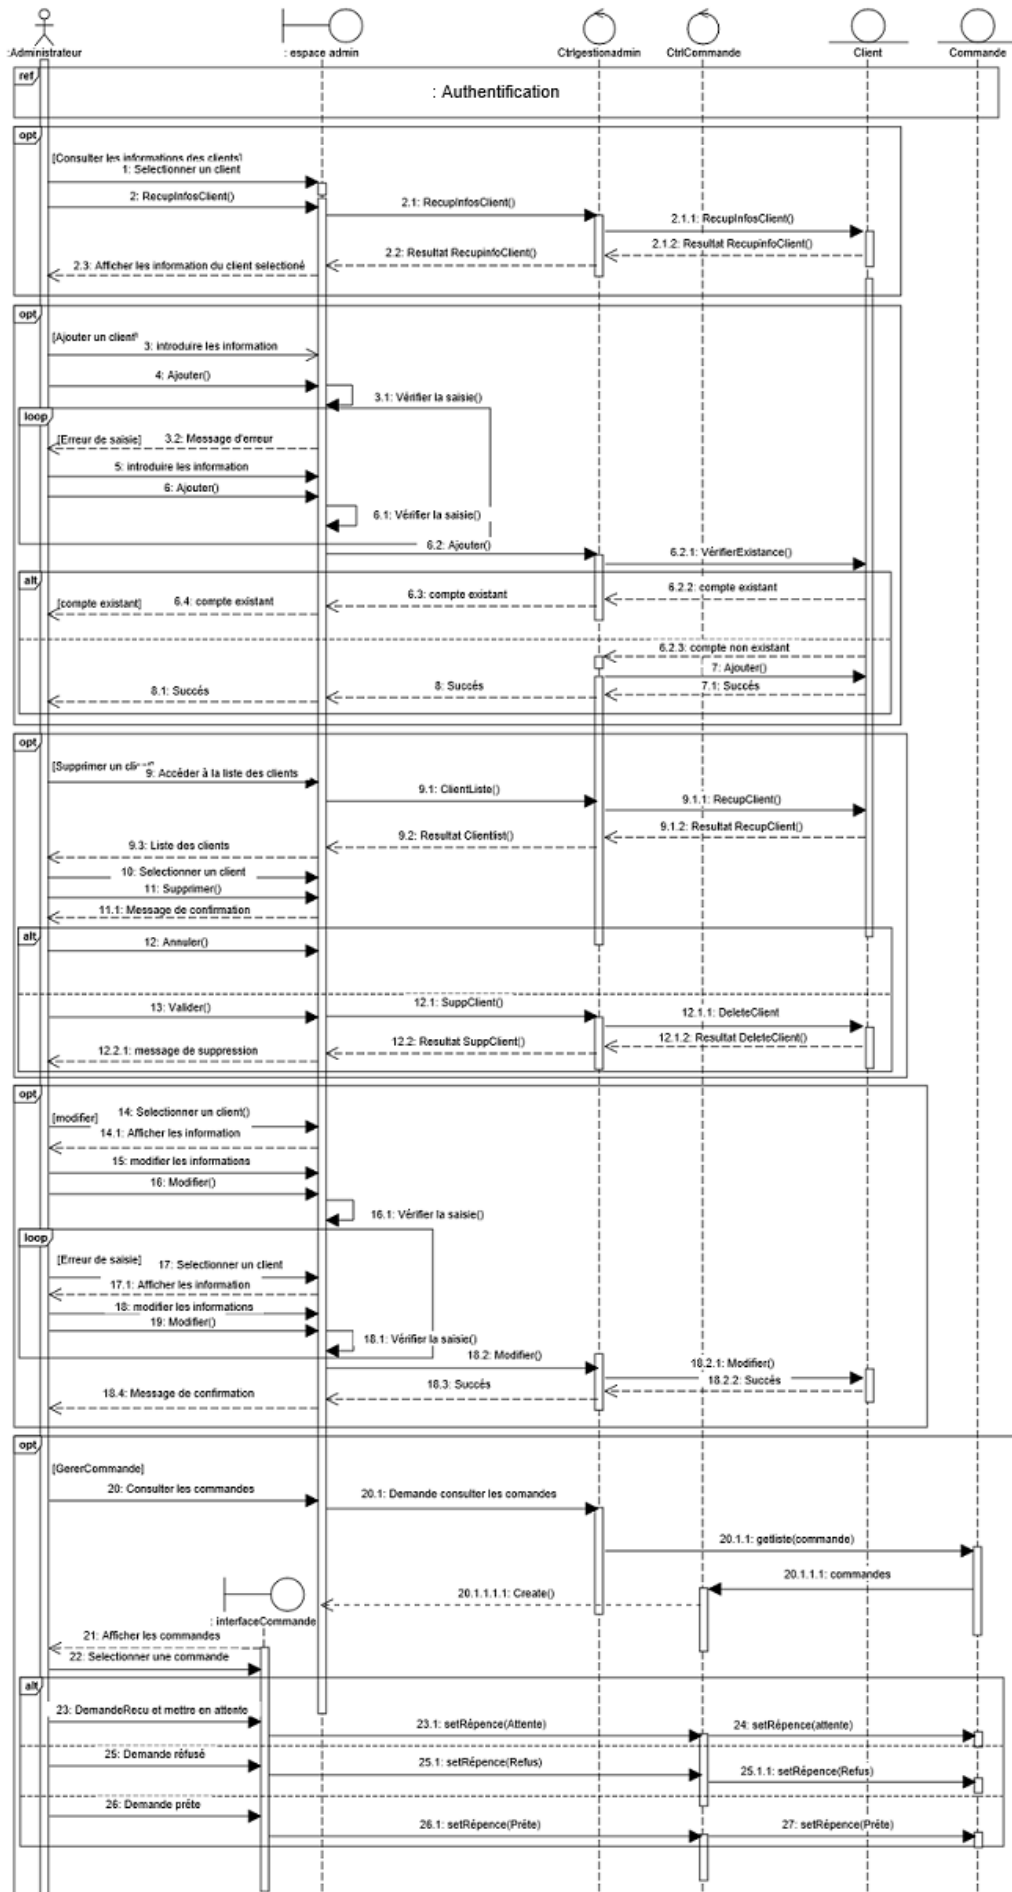 :Administrateur
: espace admin
Ctrlgestionadmin
CtrlCommande
Client
Commande
ref
: Authentification
opt
[Consulter les informations des clients]
1: Selectionner un client
2: RecupInfosClient()
2.1: RecupInfosClient()
2.1.1: RecupInfosClient()
2.1.2: Resultat RecupinfoClient()
2.2: Resultat RecupinfoClient()
2.3: Afficher les information du client selectioné
opt
[Ajouter un client]
3: introduire les information
4: Ajouter()
3.1: Vérifier la saisie()
loop
[Erreur de saisie]
3.2: Message d'erreur
5: introduire les information
6: Ajouter()
6.1: Vérifier la saisie()
6.2: Ajouter()
6.2.1: VérifierExistance()
alt
[compte existant]
6.2.2: compte existant
6.3: compte existant
6.4: compte existant
6.2.3: compte non existant
7: Ajouter()
7.1: Succés
8: Succés
8.1: Succés
opt
[Supprimer un
9: Accéder à la liste des clients
9.1: ClientListe()
9.1.1: RecupClient()
9.1.2: Resultat RecupClient()
9.2: Resultat Clientlist()
9.3: Liste des clients
10: Selectionner un client
11: Supprimer()
11.1: Message de confirmation
alt
12: Annuler()
13: Valider()
12.1: SuppClient()
12.1.1: DeleteClient
12.1.2: Resultat DeleteClient()
12.2: Resultat SuppClient()
12.2.1: message de suppression
opt
[modifier]
14: Selectionner un client()
14.1: Afficher les information
15: modifier les informations
16: Modifier()
16.1: Vérifier la saisie()
loop
[Erreur de saisie]
17: Selectionner un client
17.1: Afficher les information
18: modifier les informations
19: Modifier()
18.1: Vérifier la saisie()
18.2: Modifier()
18.2.1: Modifier()
18.2.2: Succés
18.3: Succés
18.4: Message de confirmation
opt
[GererCommande]
20: Consulter les commandes
20.1: Demande consulter les comandes
20.1.1: getliste(commande)
20.1.1.1: commandes
20.1.1.1.1: Create()
: interfaceCommande
21: Afficher les commandes
22: Selectionner une commande
alt
23: DemandeRecu et mettre en attente
23.1: setRépence(Attente)
24: setRépence(attente)
25: Demande réfusé
25.1: setRépence(Refus)
25.1.1: setRépence(Refus)
26: Demande prête
26.1: setRépence(Prête)
27: setRépence(Prête)